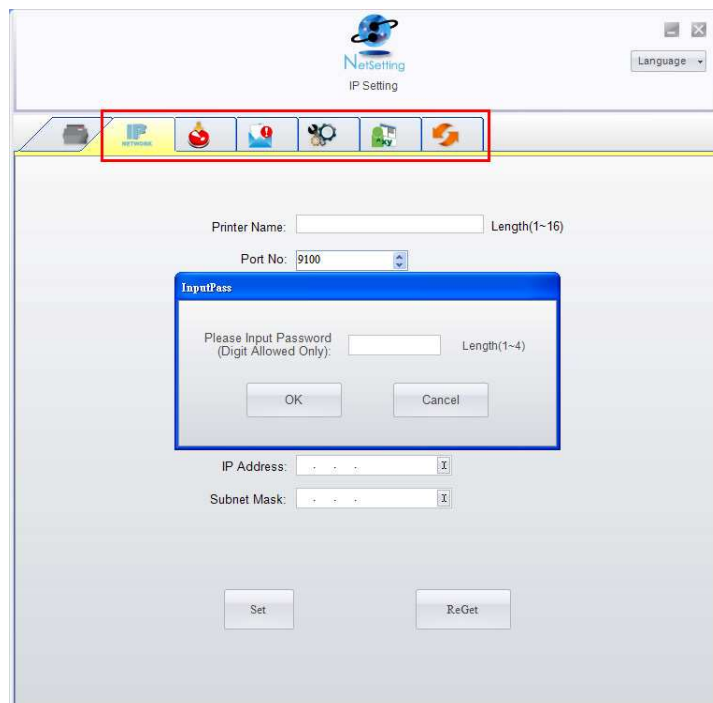 NetSetting
Language
IP Setting
IP
NETWORK
Printer Name:
Length(1~16)
Port No: 9100
InputPass
Please Input Password
(Digit Allowed Only):
Length(1~4)
OK
Cancel
IP Address: . . .
Subnet Mask: . . .
Set
ReGet